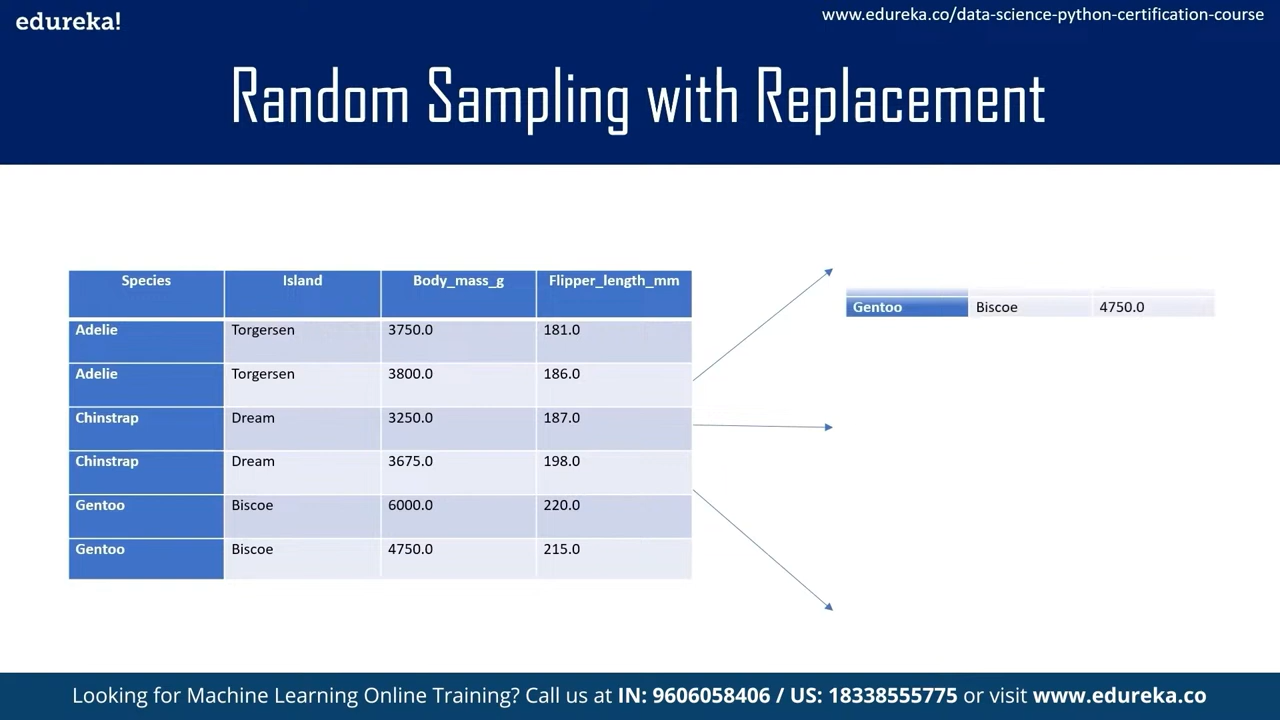 edureka!
www.edureka.co/data-science-python-certification-course
Random Sampling with Replacement
Species Island Body_mass_g Flipper_length_mm
Adelie Torgersen 3750.0 181.0
Adelie Torgersen 3800.0 186.0
Chinstrap Dream 3250.0 187.0
Chinstrap Dream 3675.0 198.0
Gentoo Biscoe 6000.0 220.0
Gentoo Biscoe 4750.0 215.0
Gentoo Biscoe 4750.0
Looking for Machine Learning Online Training? Call us at IN: 9606058406 / US: 18338555775 or visit www.edureka.co